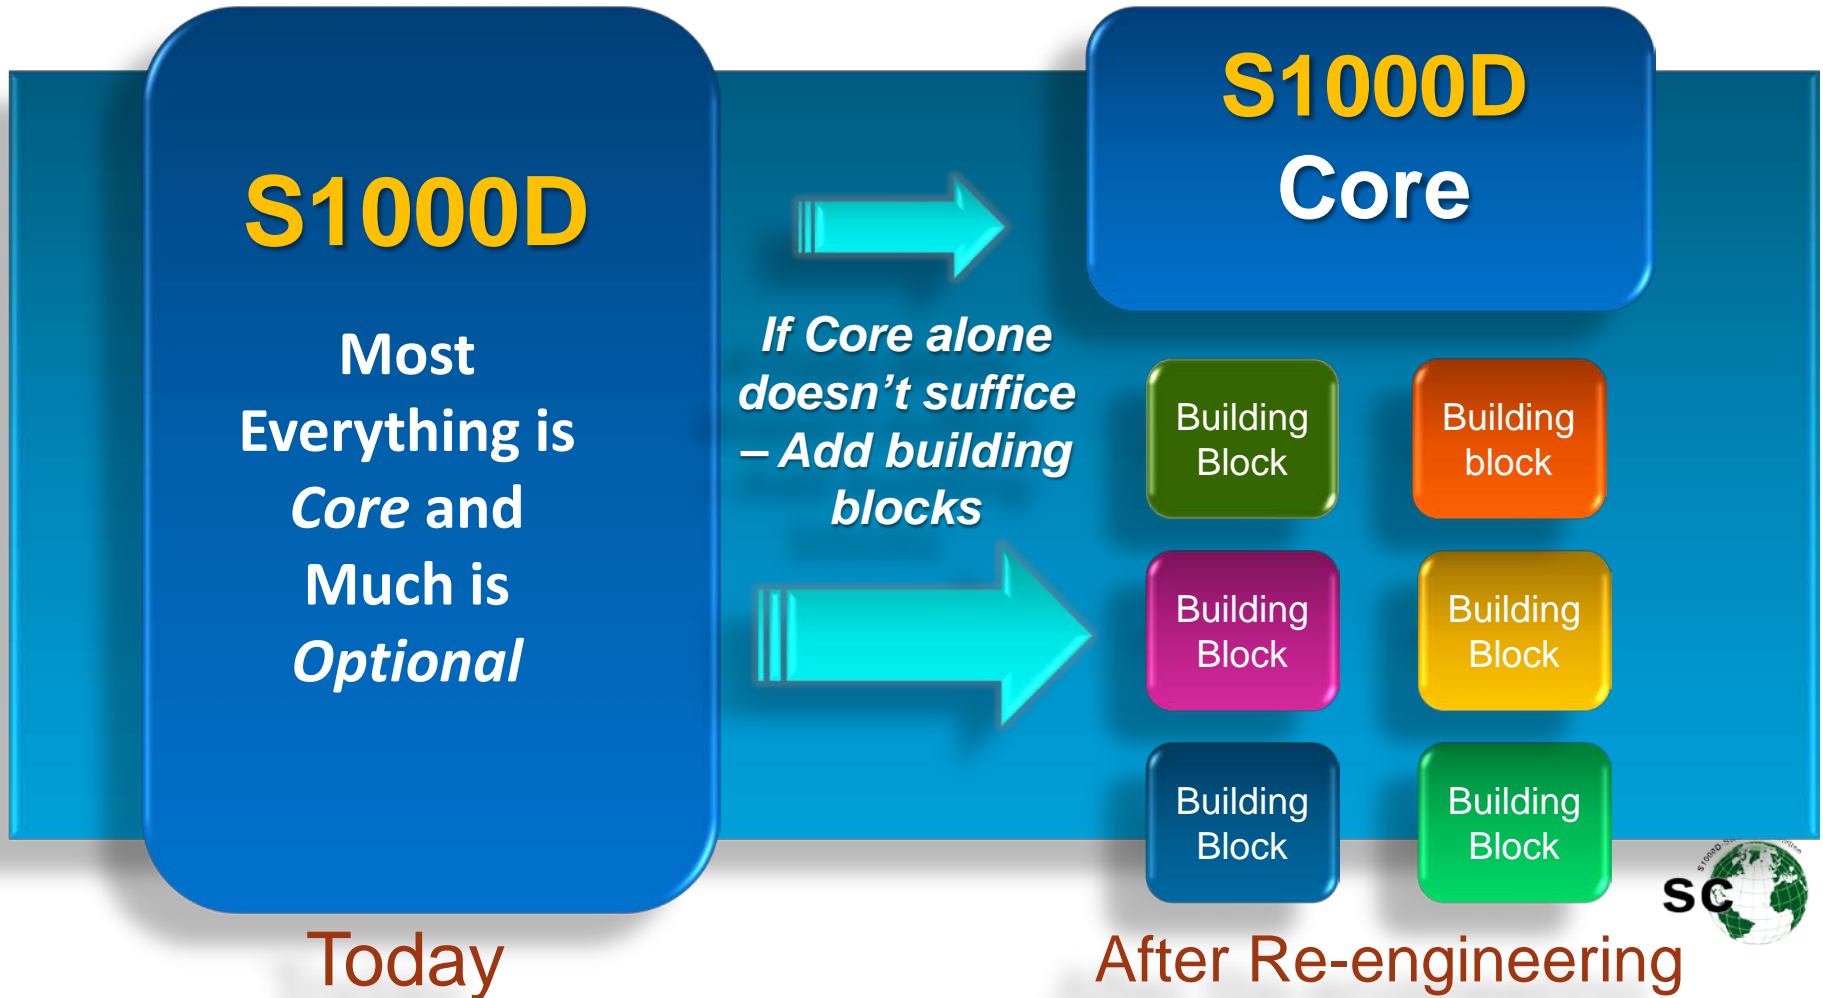 S1000D
Most
Everything is
Core and
Much is
Optional
Today
If Core alone
doesn’t suffice
– Add building
blocks
S1000D
Core
Building
Block
Building
block
Building
Block
Building
Block
Building
Block
Building
Block
After Re-engineering
SC